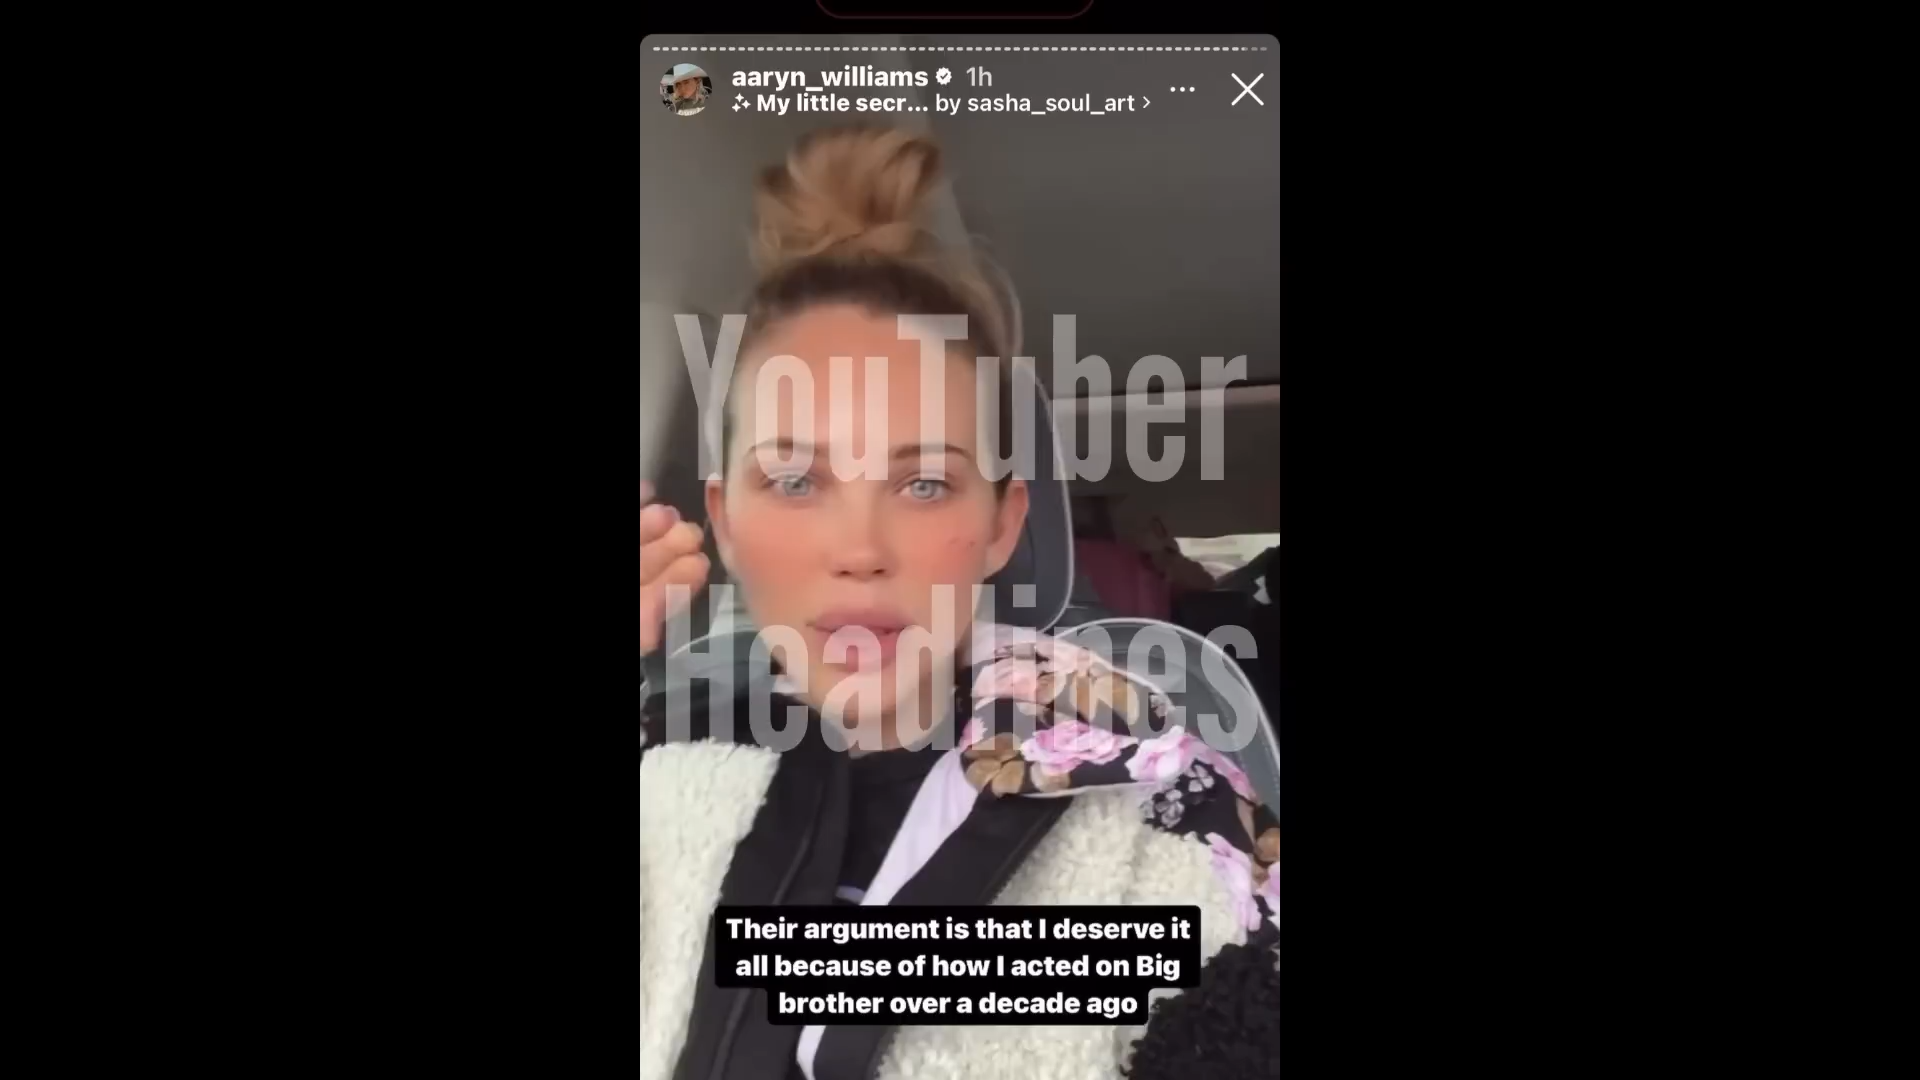 aaryn_williams 1h
My little secr... by sasha_soul_art >
YouTuber
Headlines
Their argument is that I deserve it
all because of how I acted on Big
brother over a decade ago